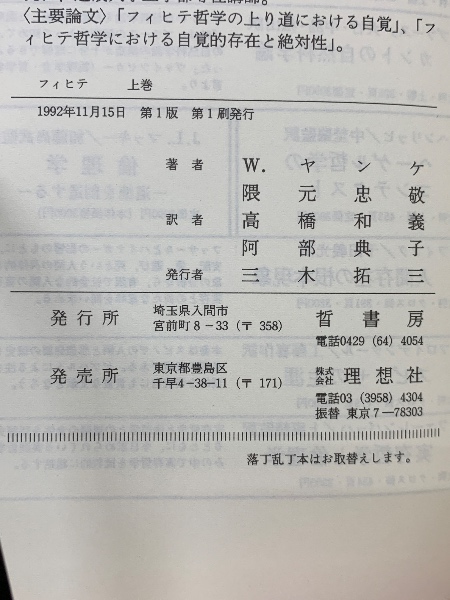 〈主要論文〉「フィヒテ哲学の上り道における自覚」、「フ
ィヒテ哲学における自覚的存在と絶対性」。
フィヒテ 上巻
1992年11月15日 第1版 第1刷発行
著者 W. ヤンケ
隈元忠敬
訳者 高橋和義
阿部典子
発行者 三木拓三
発行所 埼玉県入間市 宮前町8-33(〒358) 晢書房
電話0429(64)4054
発売所 東京都豊島区 千早4-38-11(〒171) 株式会社 理想社
電話03(3958)4304
振替 東京7-78303
落丁乱丁本はお取替えします。